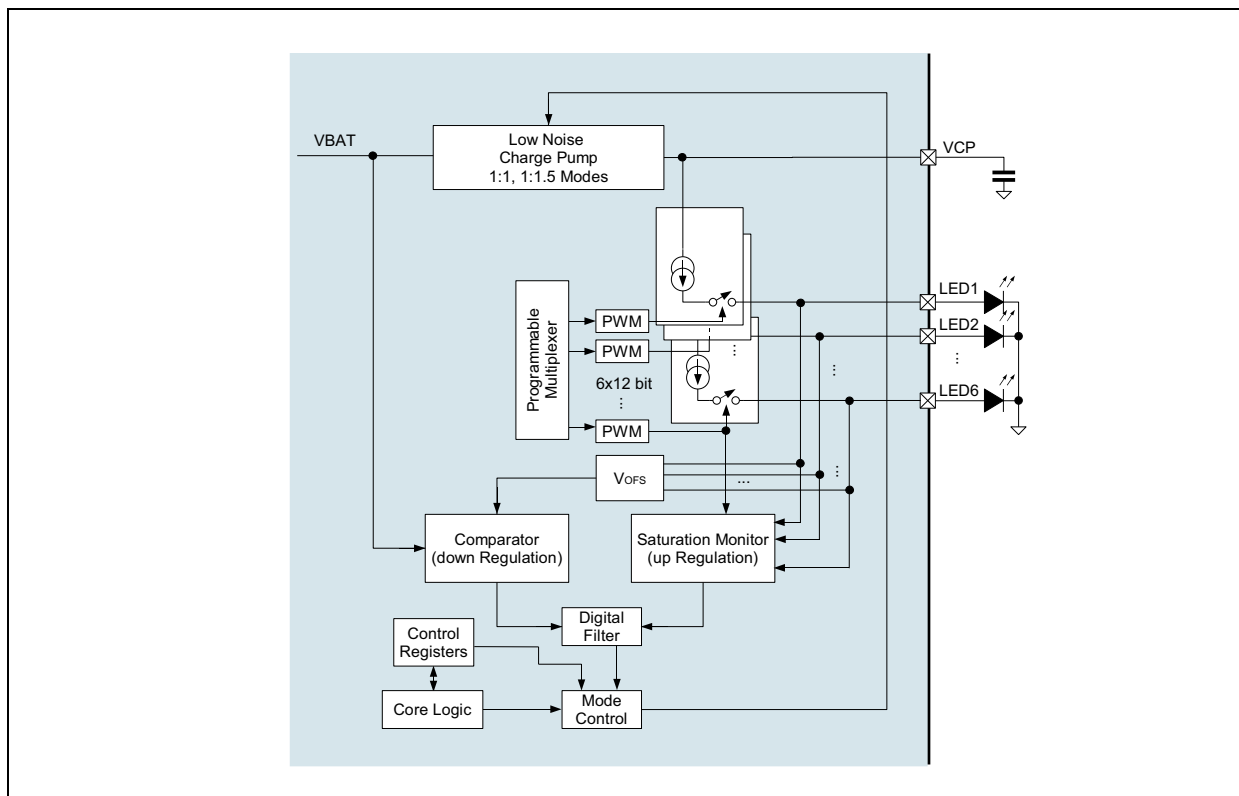 VBAT
Low Noise
Charge Pump
1:1, 1:1.5 Modes
VCP
LED1
LED2
...
LED6
Programmable
Multiplexer
PWM
PWM
6x12 bit
...
PWM
...
...
...
VOFS
...
...
Comparator
(down Regulation)
Saturation Monitor
(up Regulation)
Digital
Filter
Control
Registers
Core Logic
Mode
Control